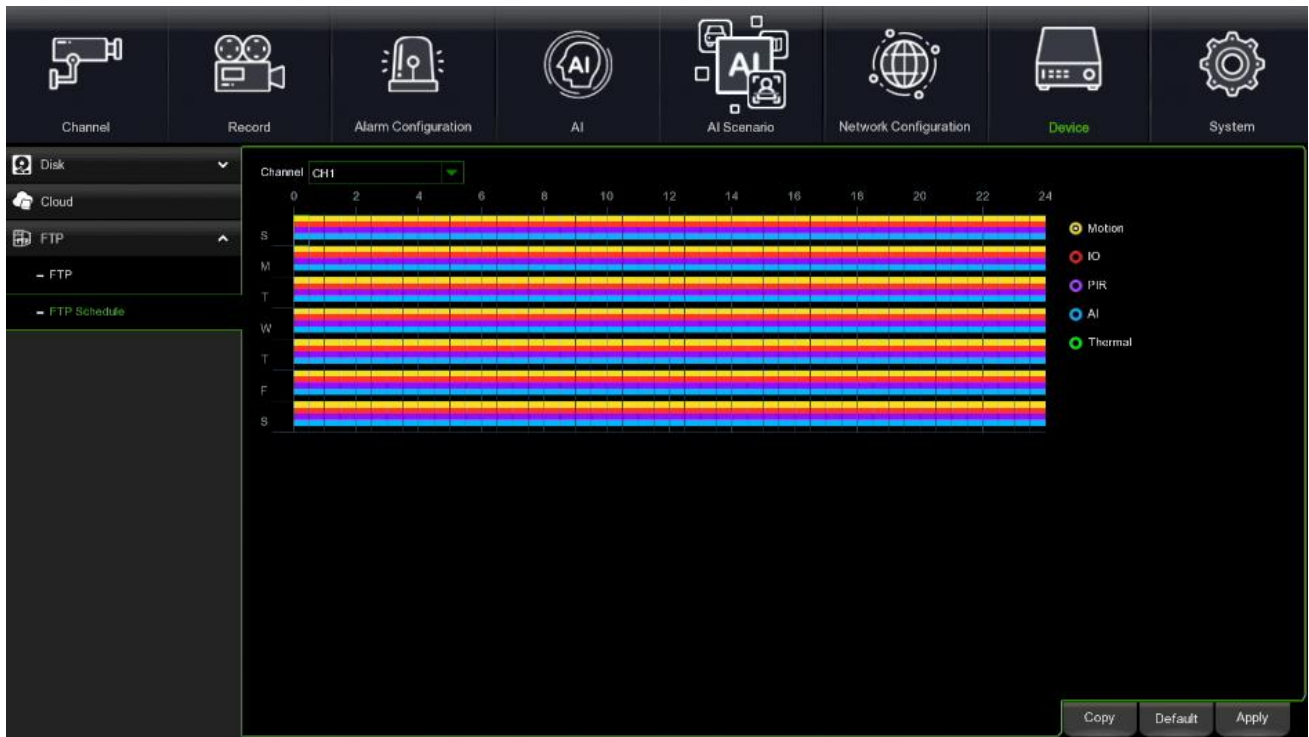 Channel Record Alarm Configuration AI AI Scenario Network Configuration Device System
Disk
Cloud
FTP
FTP
FTP Schedule
Channel CH1
0 2 4 6 8 10 12 14 16 18 20 22 24
S
M
T
W
T
F
S
Motion
IO
PIR
AI
Thermal
Copy Default Apply